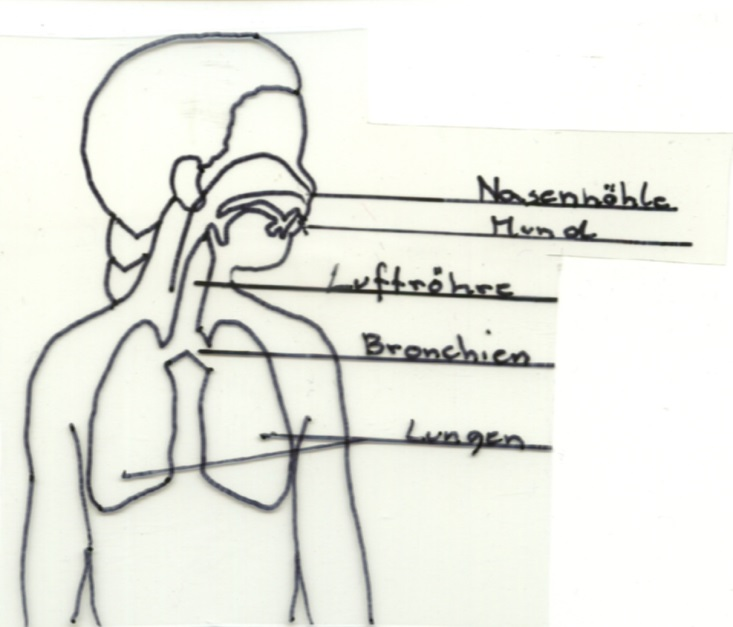 Nasenhöhle
Mund
Luftröhre
Bronchien
Lungen